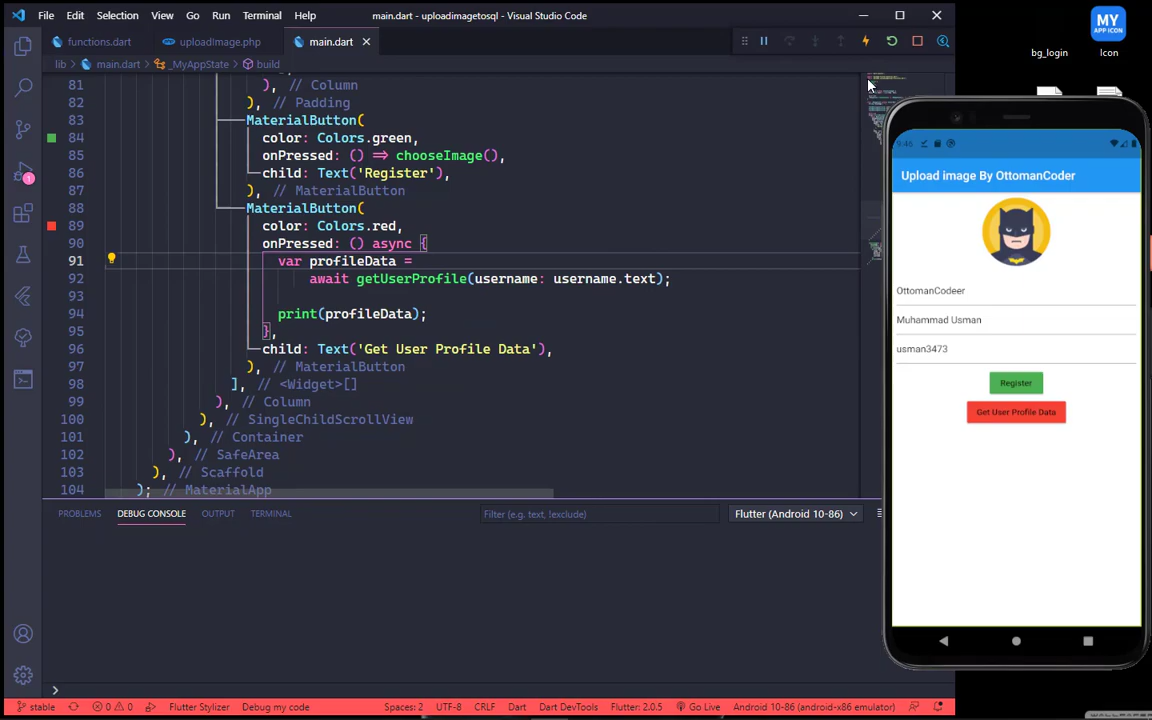 File Edit Selection View Go Run Terminal Help
main.dart - uploadimagetosql - Visual Studio Code
functions.dart uploadImage.php main.dart
lib > main.dart > _MyAppState > build
81 ), // Column
82 ), // Padding
83 MaterialButton(
84 color: Colors.green,
85 onPressed: () => chooseImage(),
86 child: Text('Register'),
87 ), // MaterialButton
88 MaterialButton(
89 color: Colors.red,
90 onPressed: () async {
91 var profileData =
92 await getUserProfile(username: username.text);
93
94 print(profileData);
95 },
96 child: Text('Get User Profile Data'),
97 ), // MaterialButton
98 ], // <Widget>[]
99 ), // Column
100 ), // SingleChildScrollView
101 ), // Container
102 ), // SafeArea
103 ), // Scaffold
104 ); // MaterialApp
PROBLEMS DEBUG CONSOLE OUTPUT TERMINAL
Filter (e.g. text, !exclude)
Flutter (Android 10-86)
1
stable 0 0 Flutter Stylizer Debug my code
Spaces: 2 UTF-8 CRLF Dart Dart DevTools Flutter: 2.0.5 Go Live Android 10-86 (android-x86 emulator)
MY
APP ICON
bg_login Icon
9:46
Upload image By OttomanCoder
OttomanCodeer
Muhammad Usman
usman3473
Register
Get User Profile Data